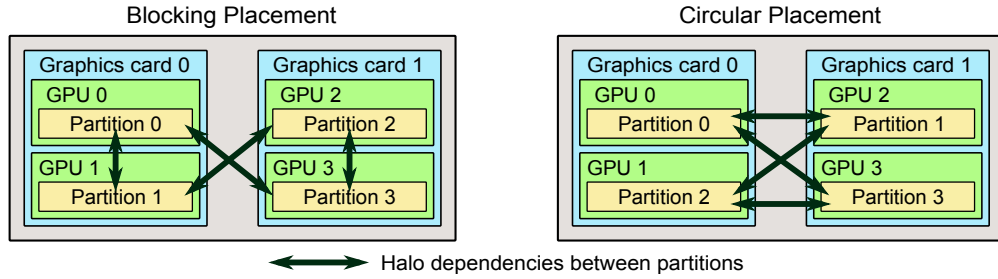 Blocking Placement
Graphics card 0
GPU 0
Partition 0
GPU 1
Partition 1
Graphics card 1
GPU 2
Partition 2
GPU 3
Partition 3
Circular Placement
Graphics card 0
GPU 0
Partition 0
GPU 1
Partition 2
Graphics card 1
GPU 2
Partition 1
GPU 3
Partition 3
Halo dependencies between partitions